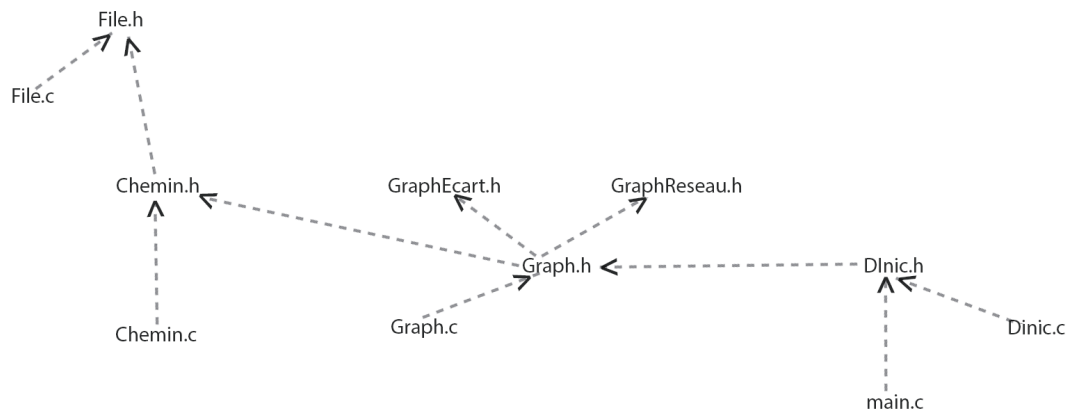 File.h
File.c
Chemin.h
GraphEcart.h
GraphReseau.h
Graph.h
DInic.h
Chemin.c
Graph.c
Dinic.c
main.c